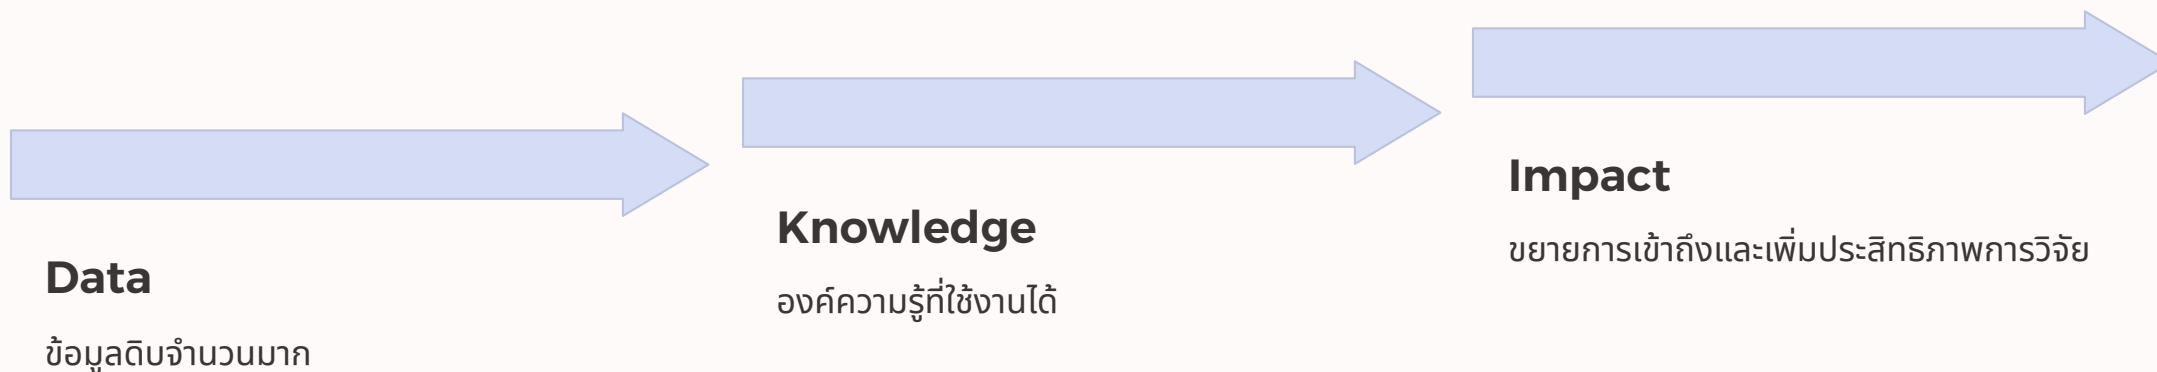 Data
ข้อมูลดิบจำนวนมาก
Knowledge
องค์ความรู้ที่ใช้งานได้
Impact
ขยายการเข้าถึงและเพิ่มประสิทธิภาพการวิจัย